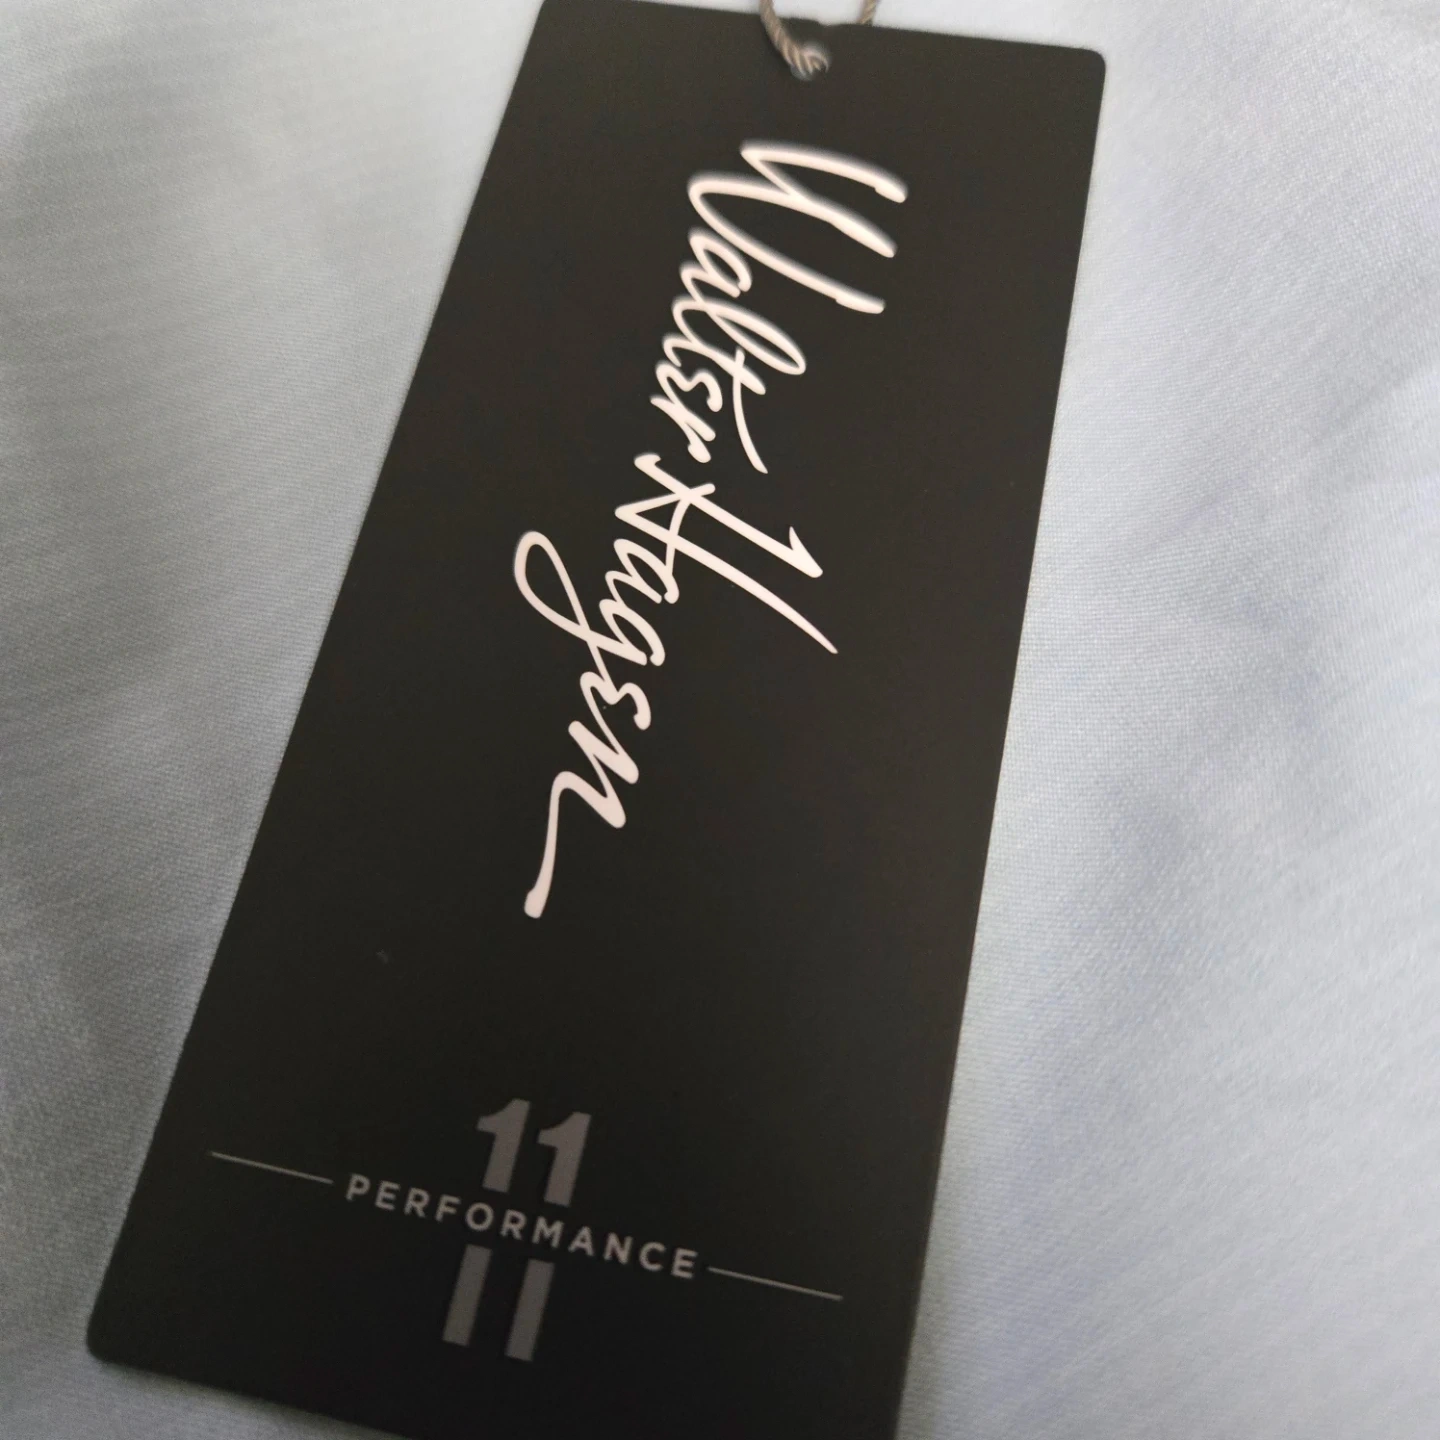 Walter Hagen
11
PERFORMANCE